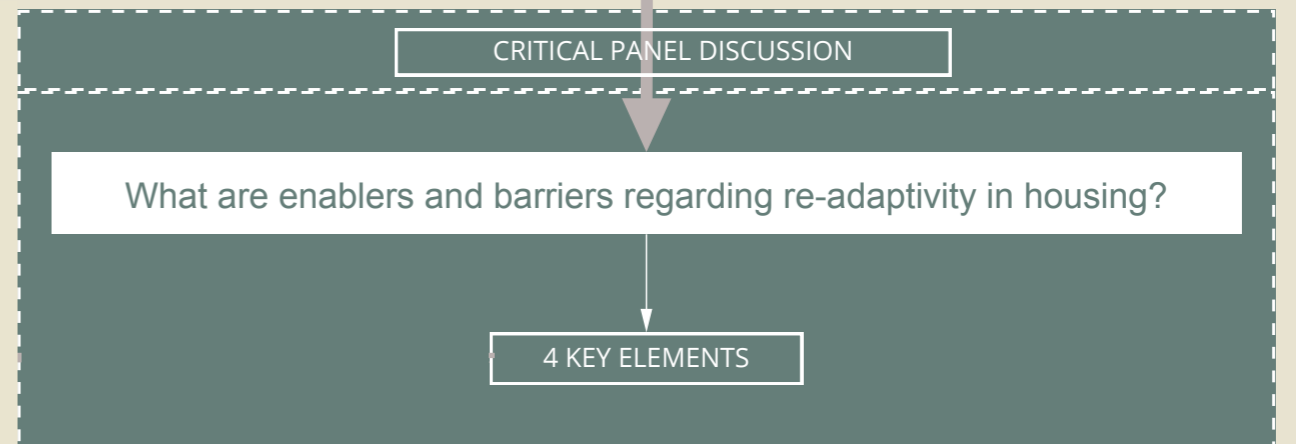 CRITICAL PANEL DISCUSSION
What are enablers and barriers regarding re-adaptivity in housing?
4 KEY ELEMENTS